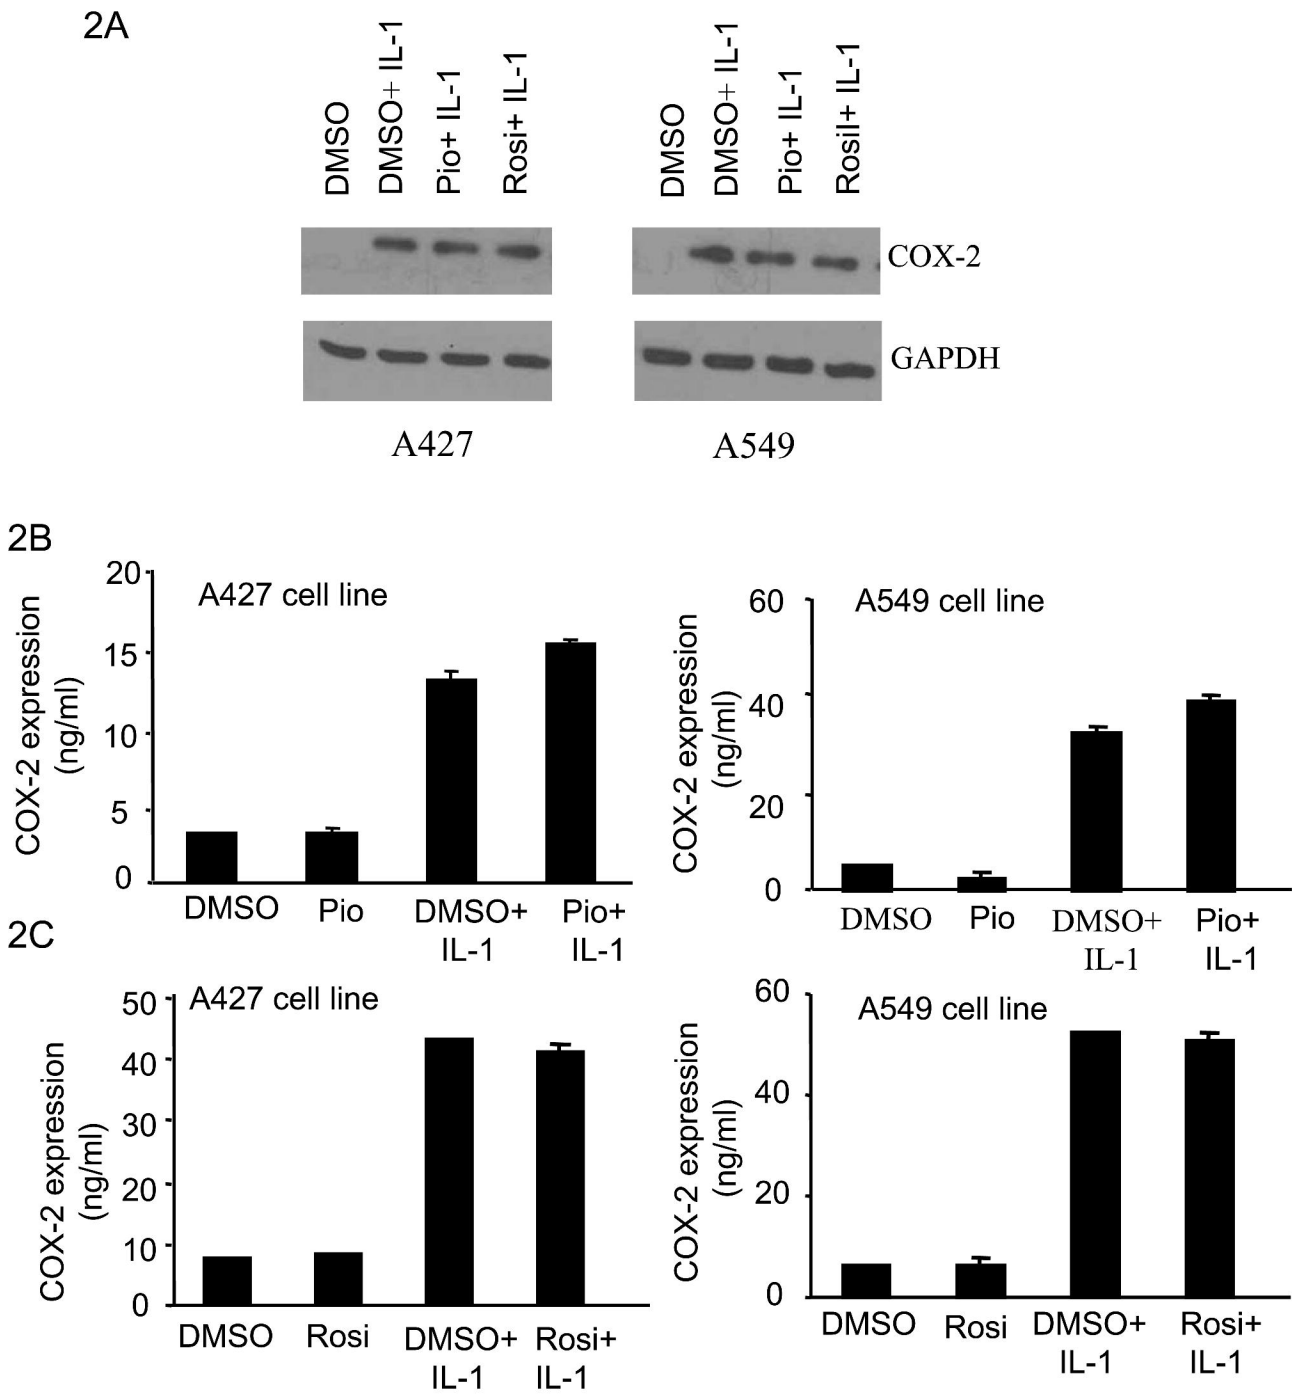 2A
DMSO
DMSO+ IL-1
Pio+ IL-1
Rosi+ IL-1
DMSO
DMSO+ IL-1
Pio+ IL-1
Rosil+ IL-1
COX-2
GAPDH
A427
A549
2B
COX-2 expression
(ng/ml)
20
15
10
5
0
A427 cell line
DMSO
Pio
DMSO+
IL-1
Pio+
IL-1
COX-2 expression
(ng/ml)
60
40
20
0
A549 cell line
DMSO
Pio
DMSO+
IL-1
Pio+
IL-1
2C
COX-2 expression
(ng/ml)
50
40
30
20
10
0
A427 cell line
DMSO
Rosi
DMSO+
IL-1
Rosi+
IL-1
COX-2 expression
(ng/ml)
60
40
20
0
A549 cell line
DMSO
Rosi
DMSO+
IL-1
Rosi+
IL-1